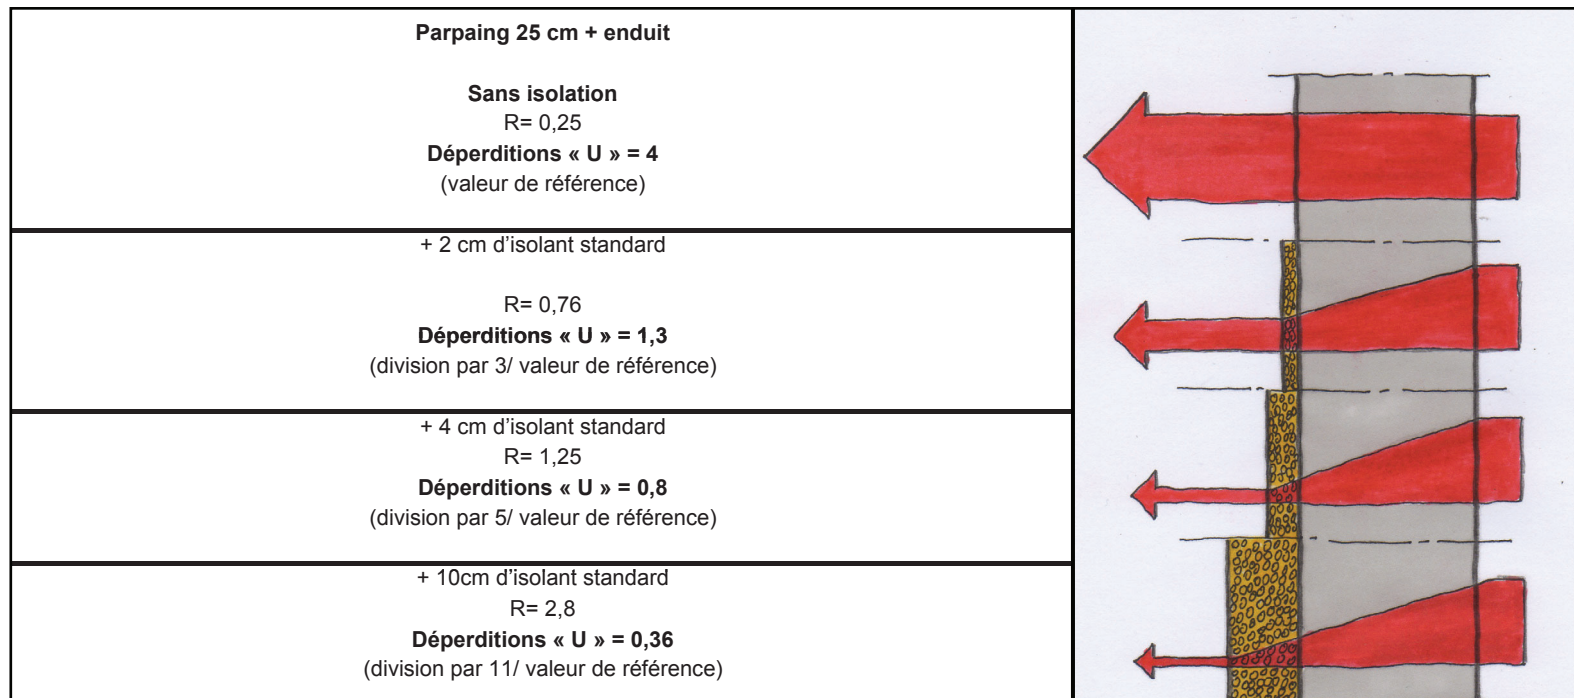 Parpaing 25 cm + enduit
Sans isolation
R= 0,25
Déperditions « U » = 4
(valeur de référence)
+ 2 cm d'isolant standard
R= 0,76
Déperditions « U » = 1,3
(division par 3/ valeur de référence)
+ 4 cm d'isolant standard
R= 1,25
Déperditions « U » = 0,8
(division par 5/ valeur de référence)
+ 10cm d'isolant standard
R= 2,8
Déperditions « U » = 0,36
(division par 11/ valeur de référence)